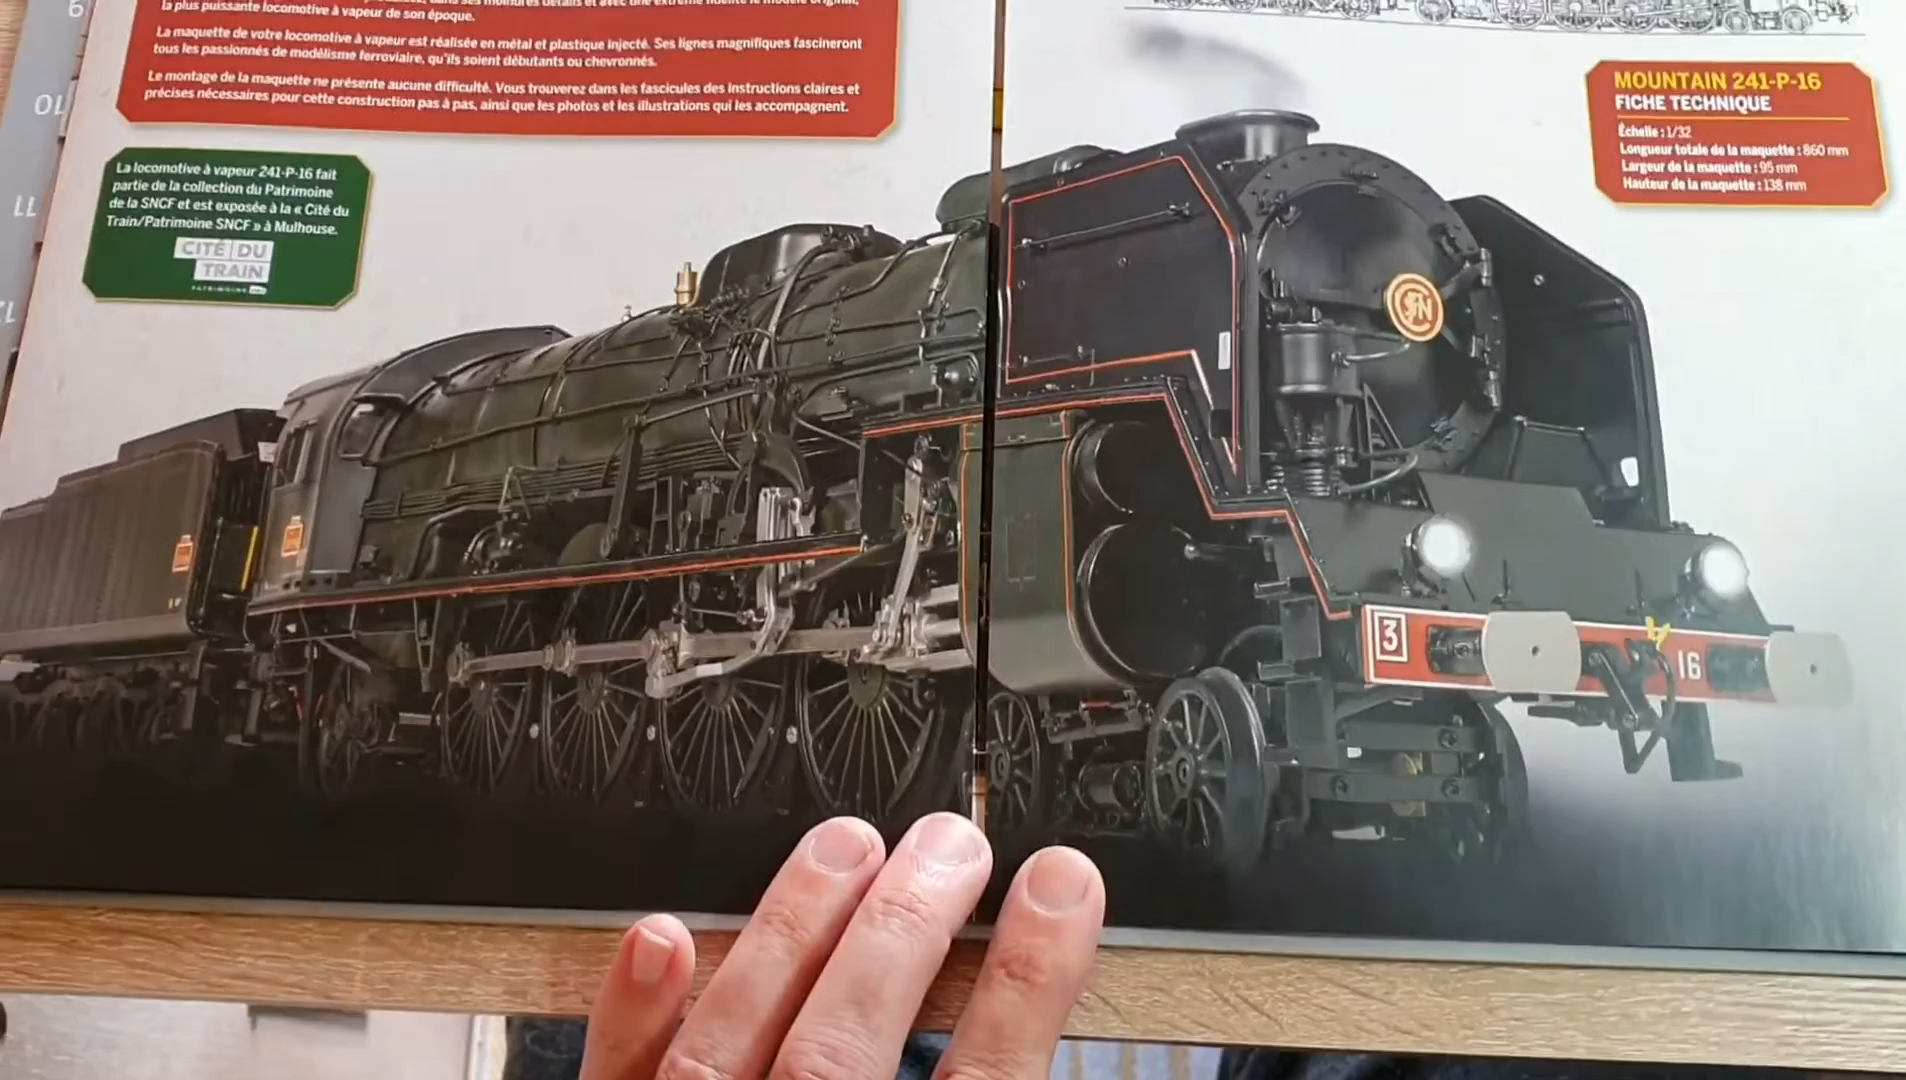 la plus puissante locomotive à vapeur de son époque.
La maquette de votre locomotive à vapeur est réalisée en métal et plastique injecté. Ses lignes magnifiques fascineront
tous les passionnés de modélisme ferroviaire, qu'ils soient débutants ou chevronnés.
Le montage de la maquette ne présente aucune difficulté. Vous trouverez dans les fascicules des instructions claires et
précises nécessaires pour cette construction pas à pas, ainsi que les photos et les illustrations qui les accompagnent.
La locomotive à vapeur 241-P-16 fait
partie de la collection du Patrimoine
de la SNCF et est exposée à la « Cité du
Train/Patrimoine SNCF » à Mulhouse.
CITÉ DU
TRAIN
PATRIMOINE
MOUNTAIN 241-P-16
FICHE TECHNIQUE
Échelle : 1/32
Longueur totale de la maquette : 860 mm
Largeur de la maquette : 95 mm
Hauteur de la maquette : 138 mm
3
16